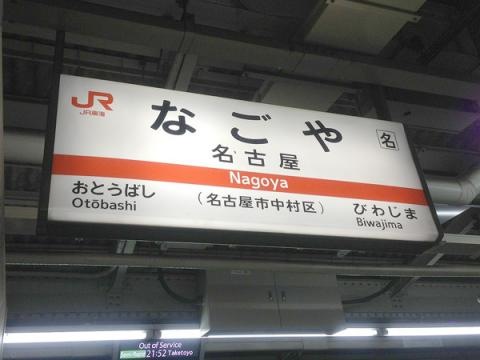 JR
JR東海
なごや
名
名古屋
Nagoya
おとうばし
Otōbashi
(名古屋市中村区)
びわじま
Biwajima
Out of Service
21:52 Taketoyo